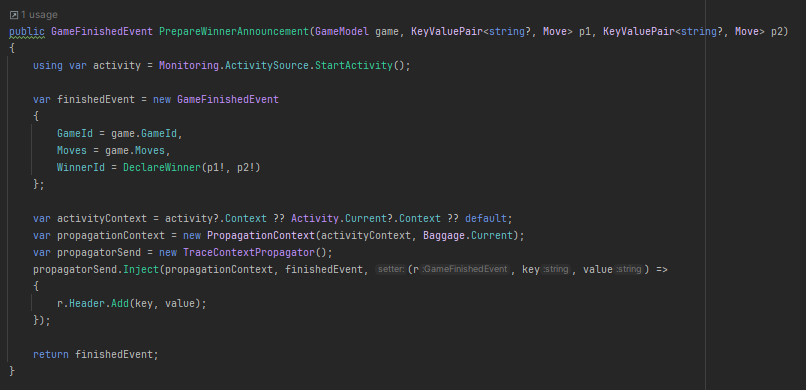 1 usage
public GameFinishedEvent PrepareWinnerAnnouncement(GameModel game, KeyValuePair<string?, Move> p1, KeyValuePair<string?, Move> p2)
{
    using var activity = Monitoring.ActivitySource.StartActivity();

    var finishedEvent = new GameFinishedEvent
    {
        GameId = game.GameId,
        Moves = game.Moves,
        WinnerId = DeclareWinner(p1!, p2!)
    };

    var activityContext = activity?.Context ?? Activity.Current?.Context ?? default;
    var propagationContext = new PropagationContext(activityContext, Baggage.Current);
    var propagatorSend = new TraceContextPropagator();
    propagatorSend.Inject(propagationContext, finishedEvent, setter: (r :GameFinishedEvent , key :string , value :string ) =>
    {
        r.Header.Add(key, value);
    });

    return finishedEvent;
}